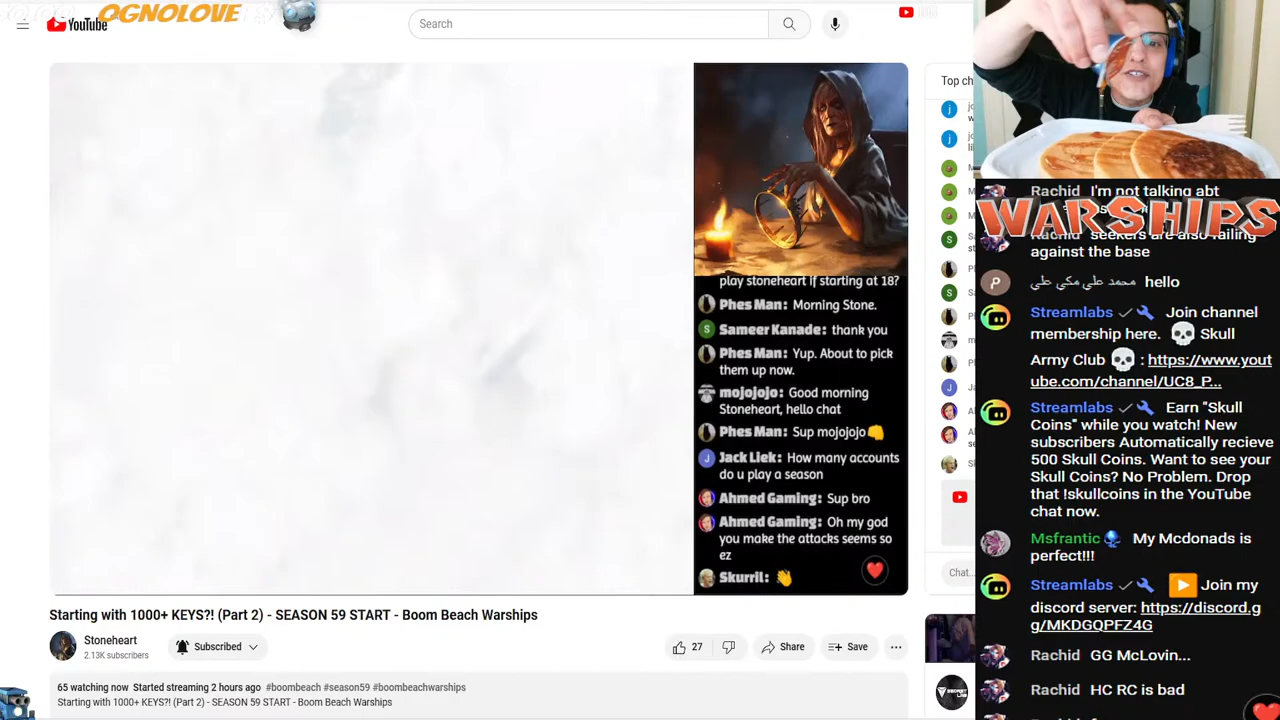 OGNOLOVE
YouTube
Search
Top ch
play stoneheart if starting at 18?
Phes Man: Morning Stone.
Sameer Kanade: thank you
Phes Man: Yup. About to pick
them up now.
mojojojo: Good morning
Stoneheart, hello chat
Phes Man: Sup mojojojo👊
Jack Liek: How many accounts
do u play a season
Ahmed Gaming: Sup bro
Ahmed Gaming: Oh my god
you make the attacks seems so
ez
Skurril: 👋
Chat...
Starting with 1000+ KEYS?! (Part 2) - SEASON 59 START - Boom Beach Warships
Stoneheart
2.13K subscribers
Subscribed
27
Share
Save
65 watching now Started streaming 2 hours ago #boombeach #season59 #boombeachwarships
Starting with 1000+ KEYS?! (Part 2) - SEASON 59 START - Boom Beach Warships
Rachid I'm not talking abt
WARSHIPS
Rachid seekers are also failing
against the base
محمد علي مكي علي hello
Streamlabs Join channel
membership here. 💀 Skull
Army Club 💀 : https://www.yout
ube.com/channel/UC8_P...
Streamlabs Earn "Skull
Coins" while you watch! New
subscribers Automatically recieve
500 Skull Coins. Want to see your
Skull Coins? No Problem. Drop
that !skullcoins in the YouTube
chat now.
Msfrantic My Mcdonads is
perfect!!!
Streamlabs ▶️ Join my
discord server: https://discord.g
g/MKDGQPFZ4G
Rachid GG McLovin...
Rachid HC RC is bad